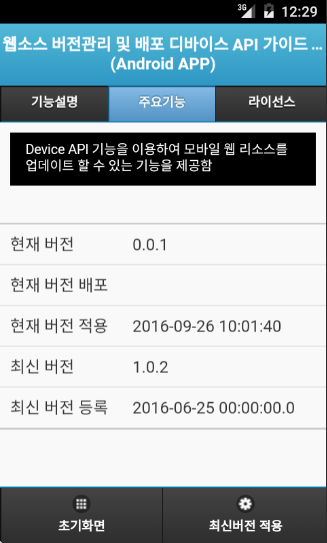 3G 12:29
웹소스 버전관리 및 배포 디바이스 API 가이드 ...
(Android APP)
기능설명 주요기능 라이선스
Device API 기능을 이용하여 모바일 웹 리소스를
업데이트 할 수 있는 기능을 제공함
현재 버전 0.0.1
현재 버전 배포
현재 버전 적용 2016-09-26 10:01:40
최신 버전 1.0.2
최신 버전 등록 2016-06-25 00:00:00.0
초기화면 최신버전 적용